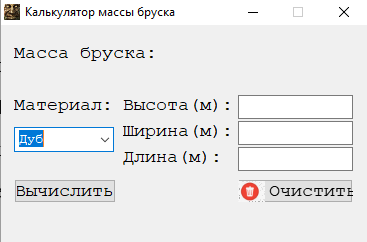 Калькулятор массы бруска
Масса бруска:
Материал: Высота(м):
Дуб Ширина(м):
Длина(м):
Вычислить Очистить